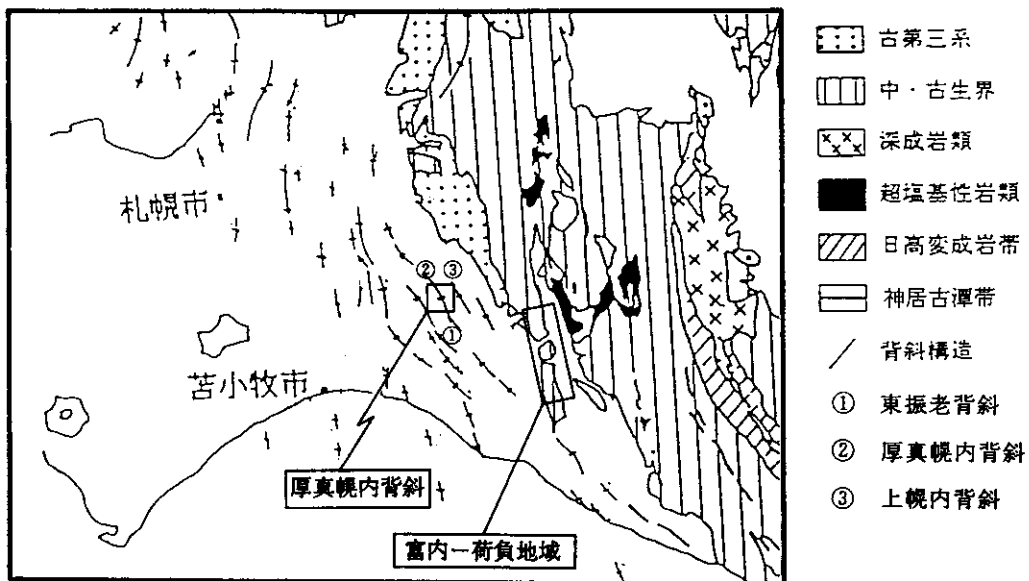 札幌市
② ③
①
苫小牧市
厚真幌内背斜
富内ー荷負地域
古第三系
中・古生界
深成岩類
超塩基性岩類
日高変成岩帯
神居古潭帯
背斜構造
① 東振老背斜
② 厚真幌内背斜
③ 上幌内背斜